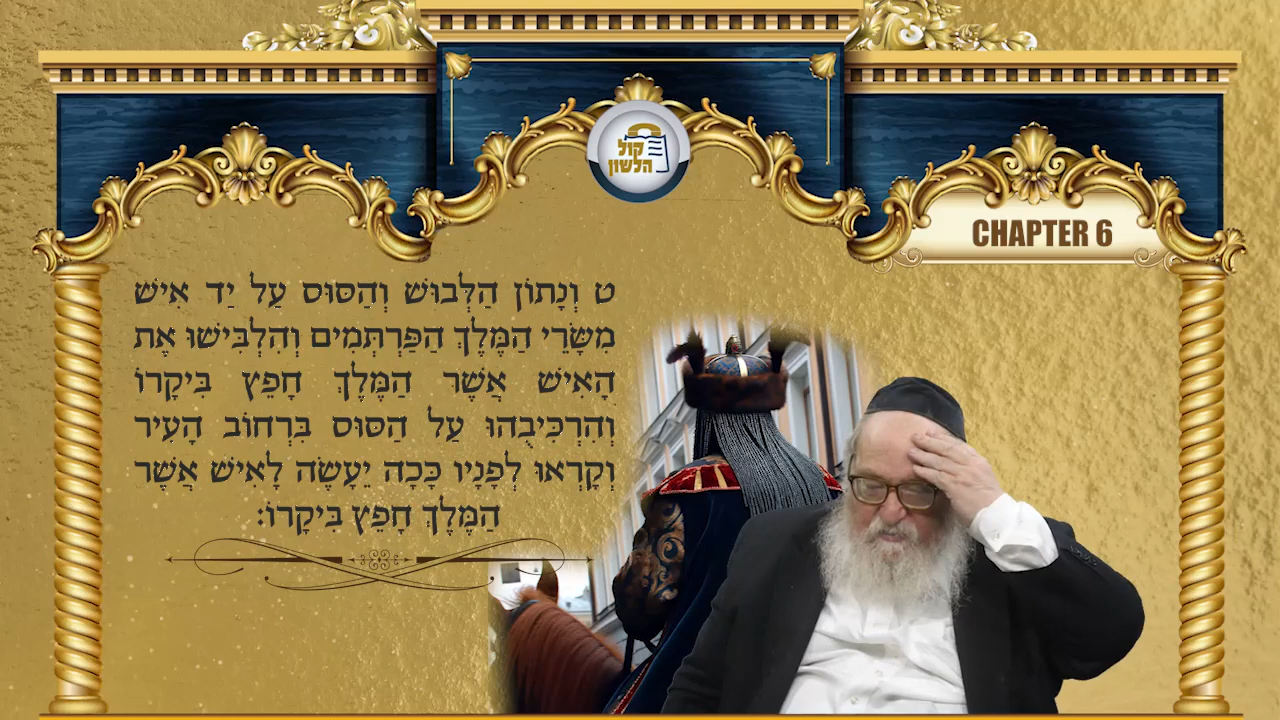 קול
הלשון
CHAPTER 6
ט וְנָתוֹן הַלְּבוּשׁ וְהַסּוּס עַל יַד אִישׁ
מִשָּׂרֵי הַמֶּלֶךְ הַפַּרְתְּמִים וְהִלְבִּישׁוּ אֶת
הָאִישׁ אֲשֶׁר הַמֶּלֶךְ חָפֵץ בִּיקָרוֹ
וְהִרְכִּיבֻהוּ עַל הַסּוּס בִּרְחוֹב הָעִיר
וְקָרְאוּ לְפָנָיו כָּכָה יֵעָשֶׂה לָאִישׁ אֲשֶׁר
הַמֶּלֶךְ חָפֵץ בִּיקָרוֹ: